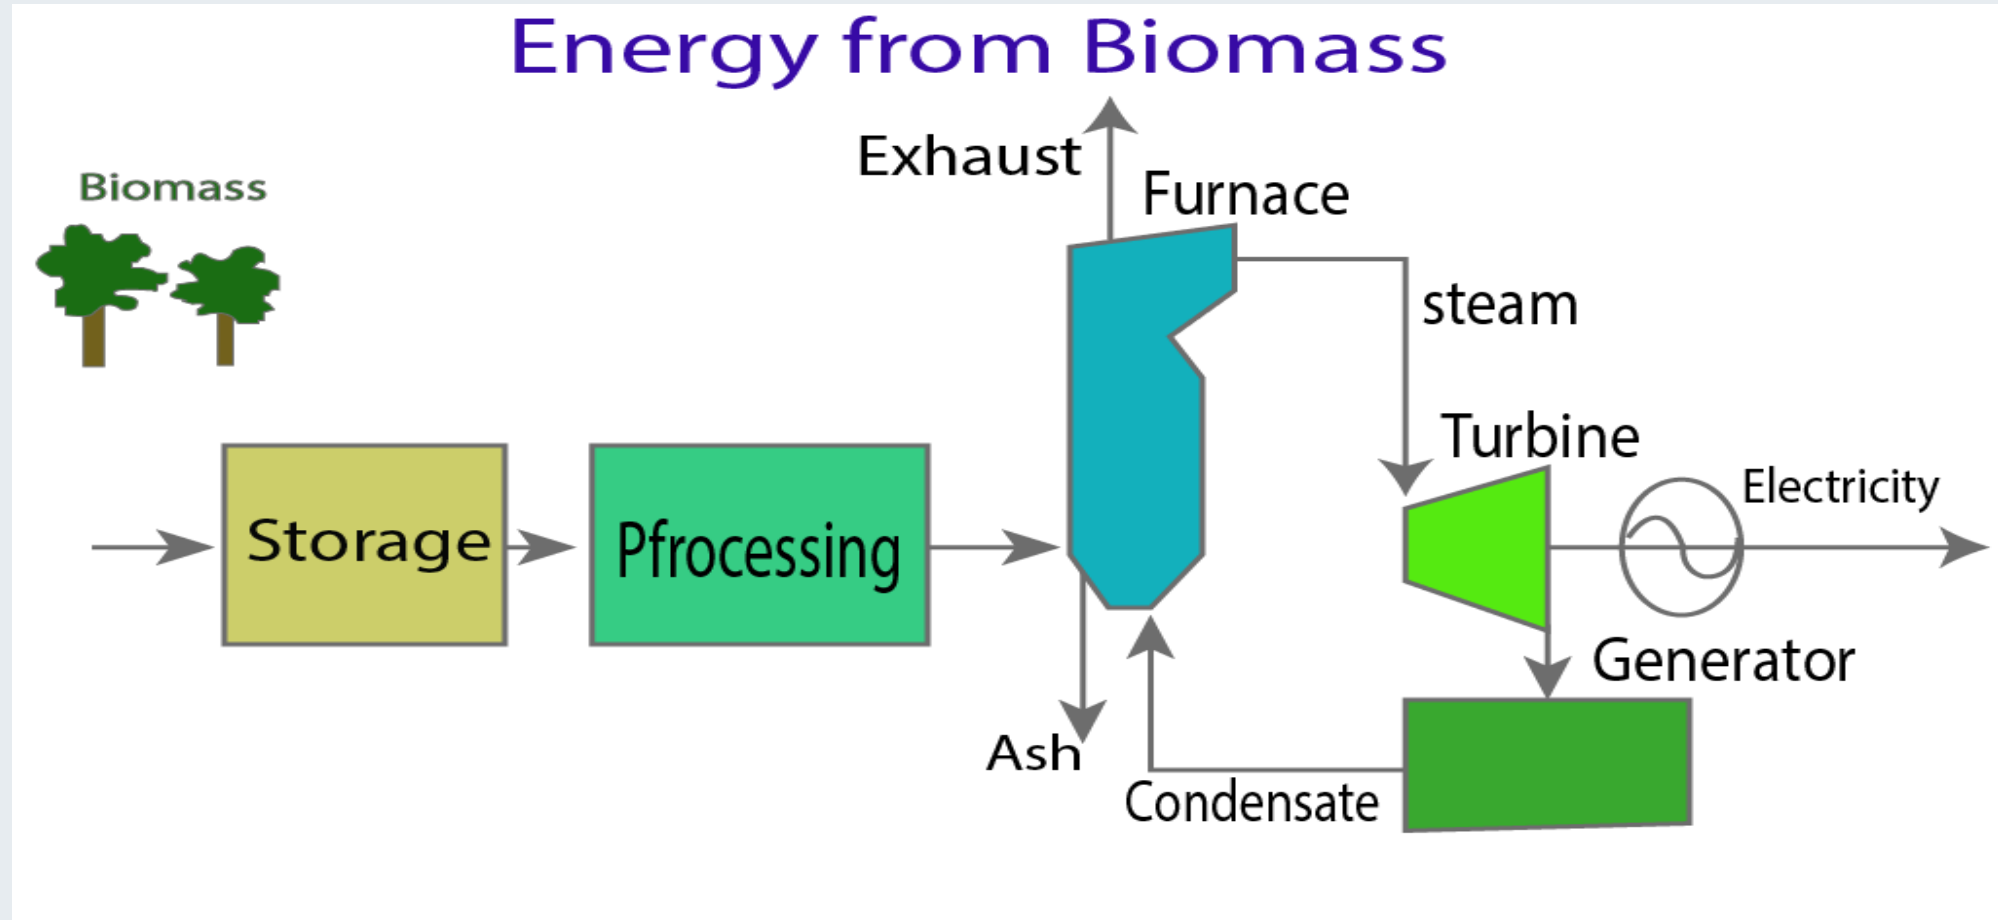 Energy from Biomass
Exhaust
Biomass
Furnace
steam
Turbine
Electricity
Storage
Pfrocessing
Generator
Ash
Condensate